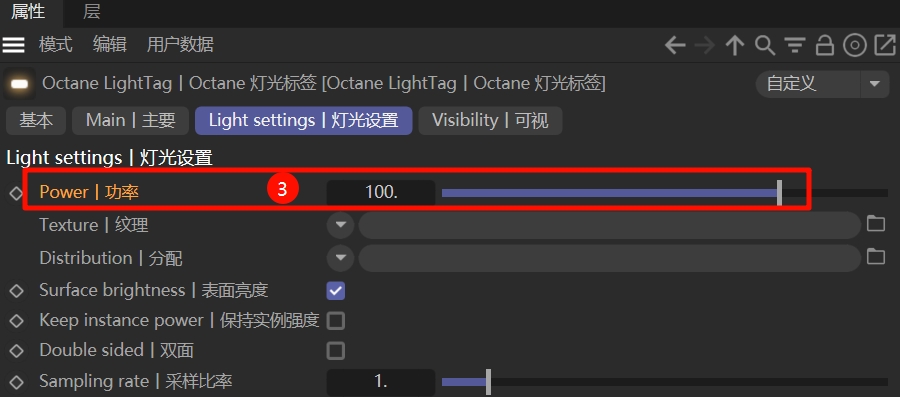 属性 层
模式 编辑 用户数据
Octane LightTag | Octane 灯光标签 [Octane LightTag | Octane 灯光标签] 自定义
基本 Main | 主要 Light settings | 灯光设置 Visibility | 可视
Light settings | 灯光设置
Power | 功率 3 100.
Texture | 纹理
Distribution | 分配
Surface brightness | 表面亮度
Keep instance power | 保持实例强度
Double sided | 双面
Sampling rate | 采样比率 1.